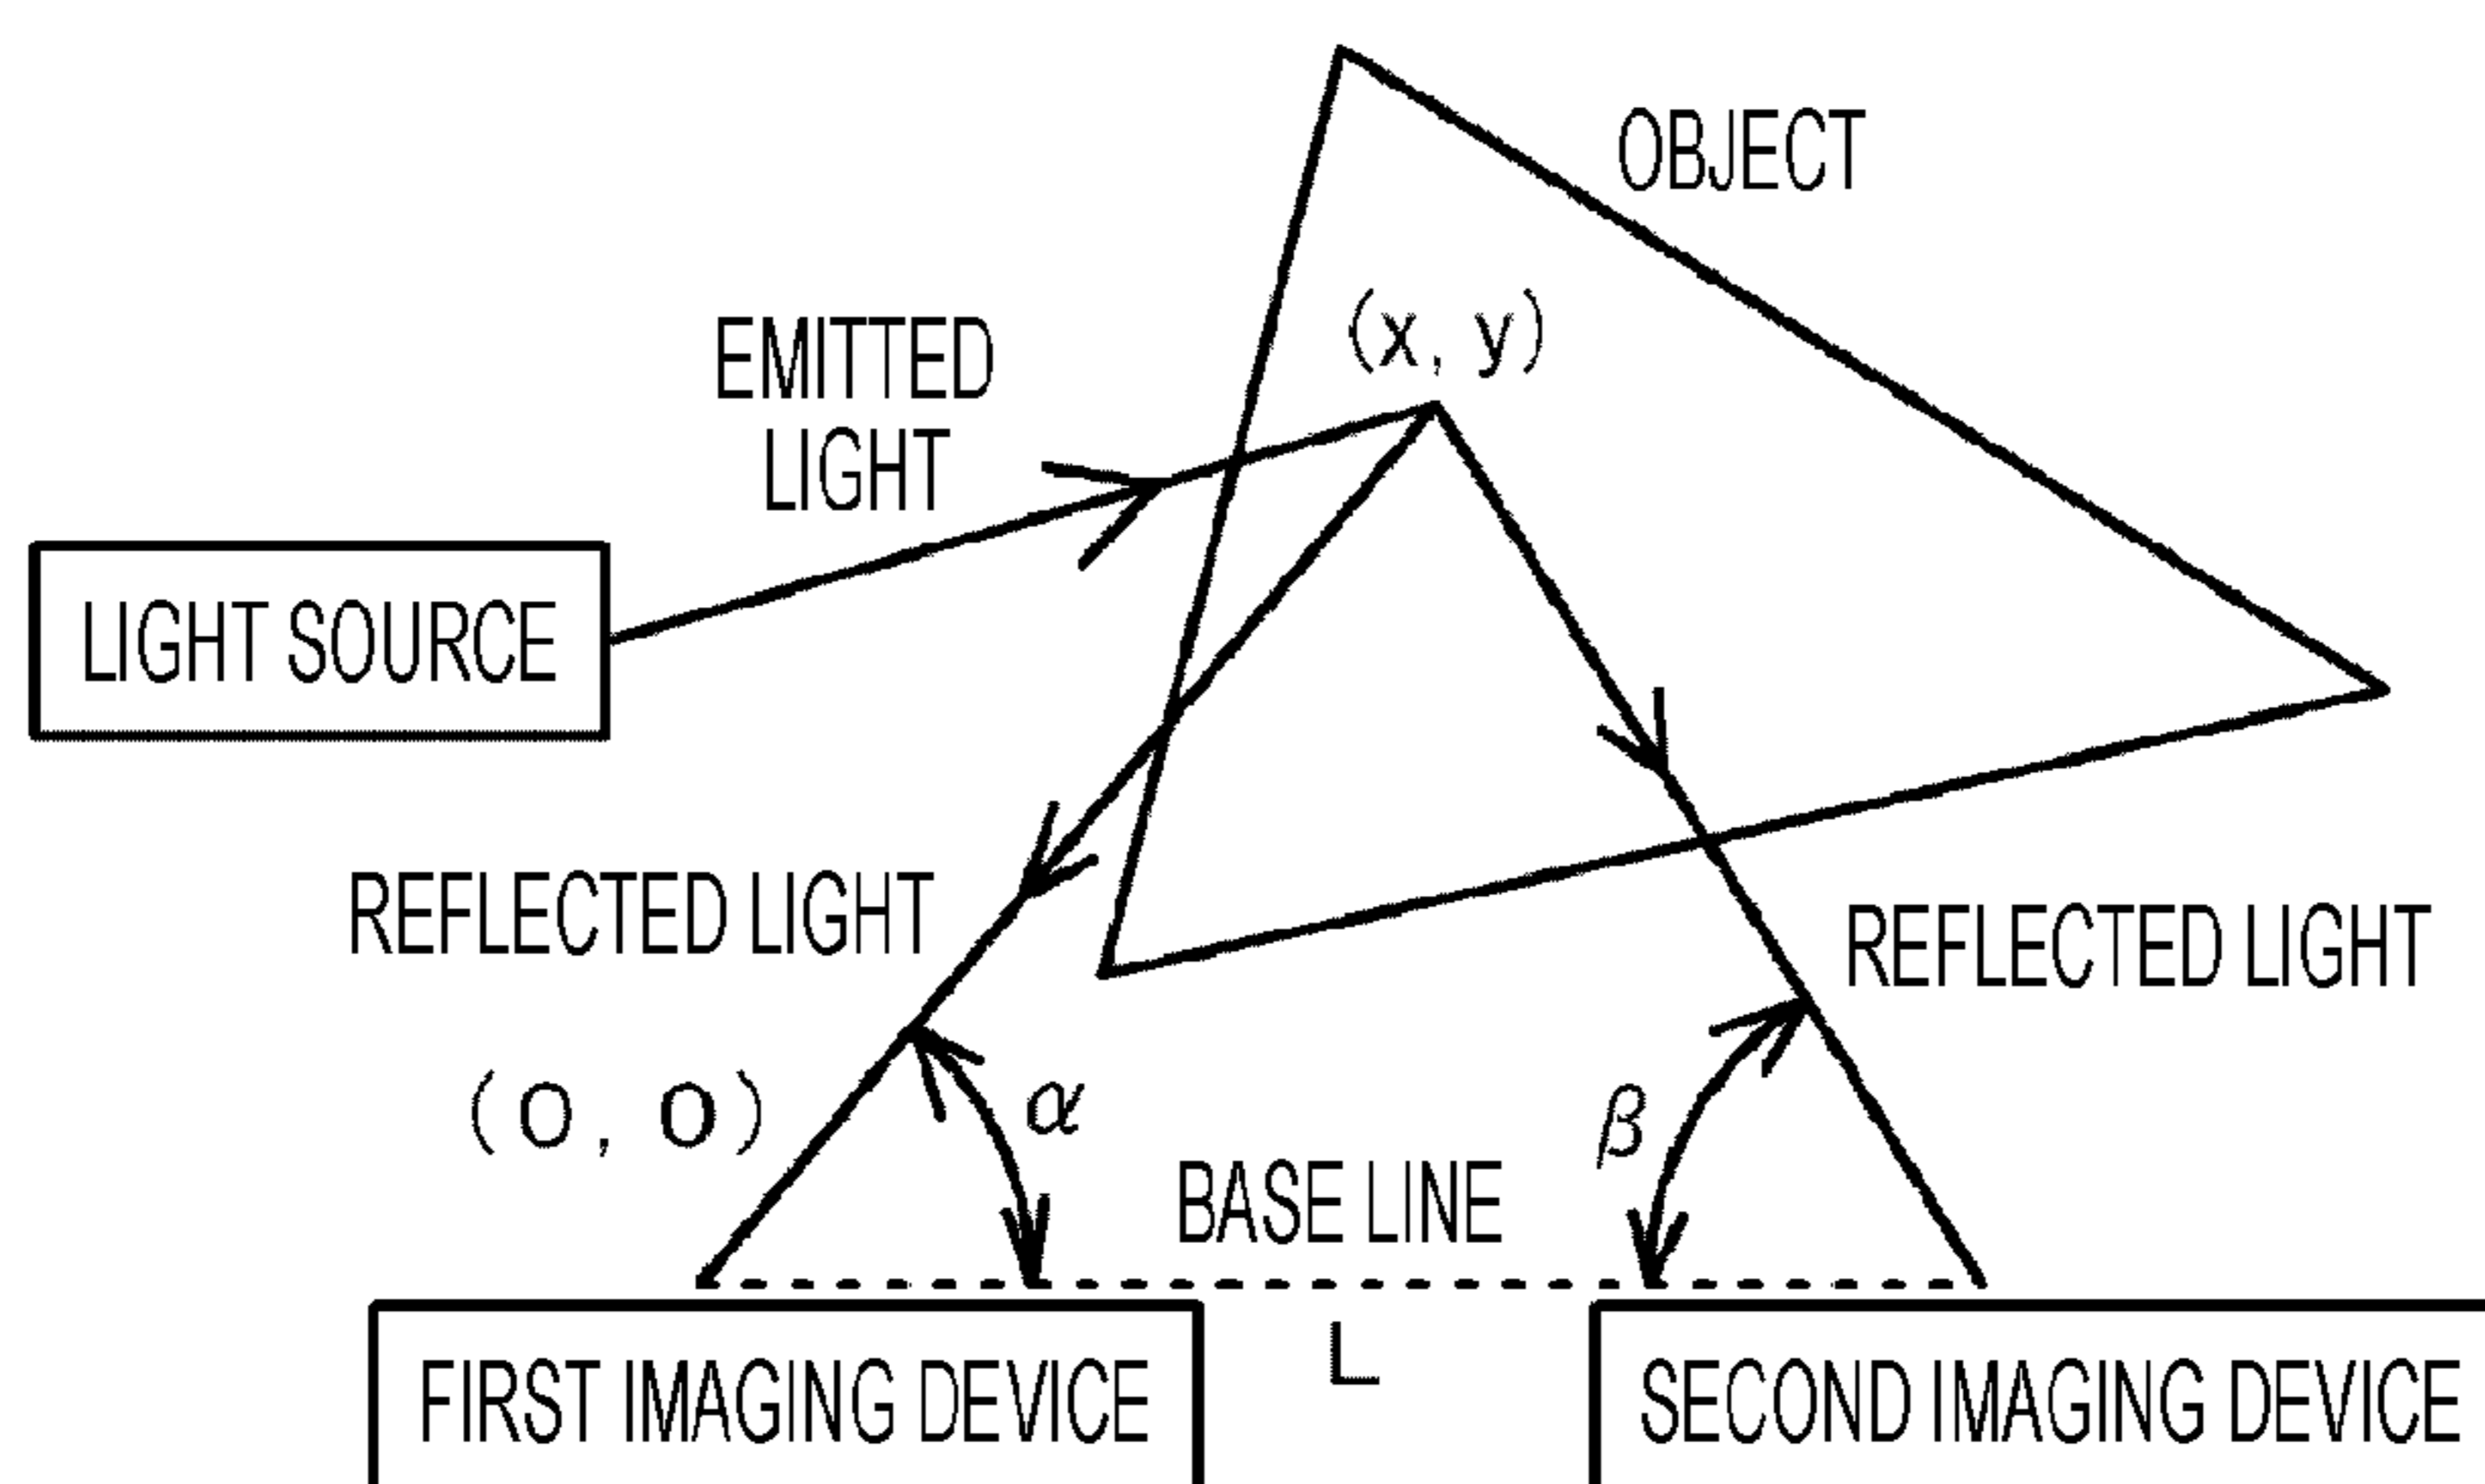 OBJECT
(x, y)
EMITTED
LIGHT
LIGHT SOURCE
REFLECTED LIGHT
REFLECTED LIGHT
(0, 0)
α
β
BASE LINE
L
FIRST IMAGING DEVICE
SECOND IMAGING DEVICE